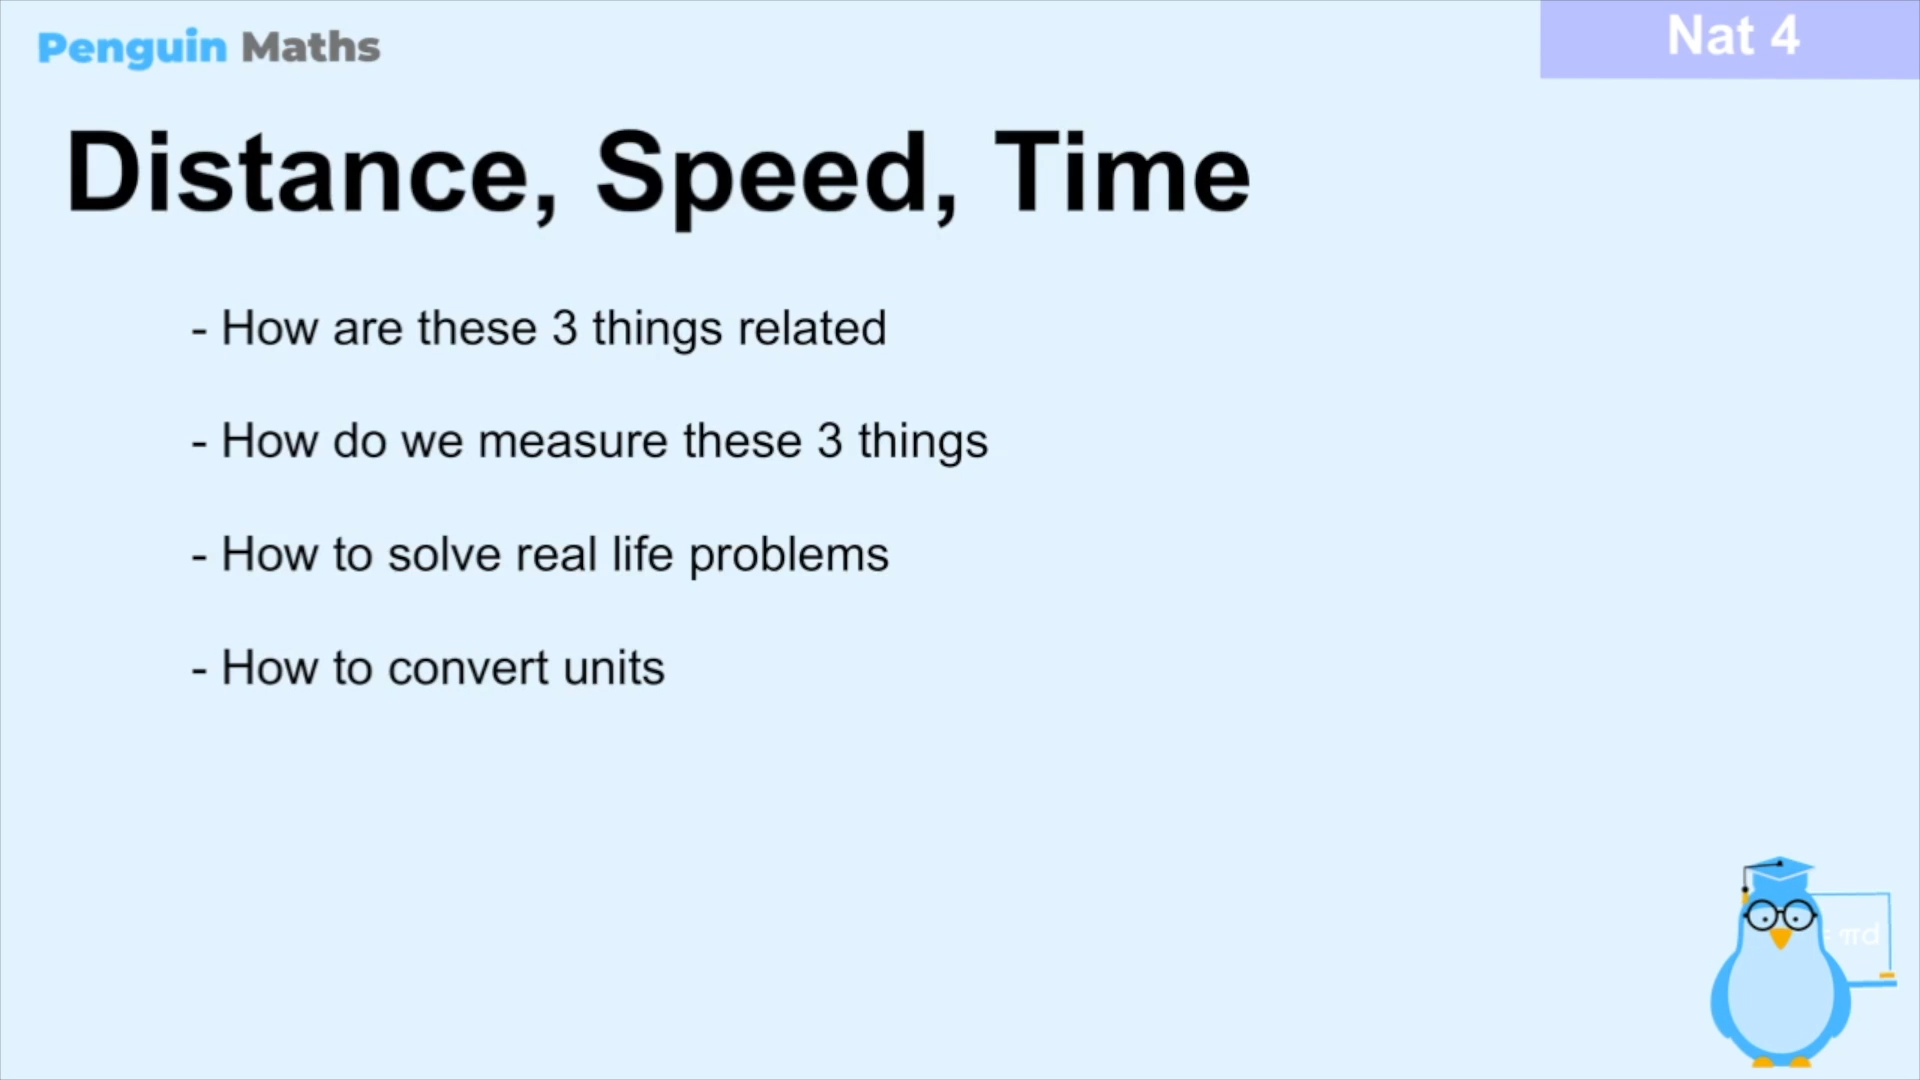 Penguin Maths
Nat 4
Distance, Speed, Time
- How are these 3 things related
- How do we measure these 3 things
- How to solve real life problems
- How to convert units
= πd